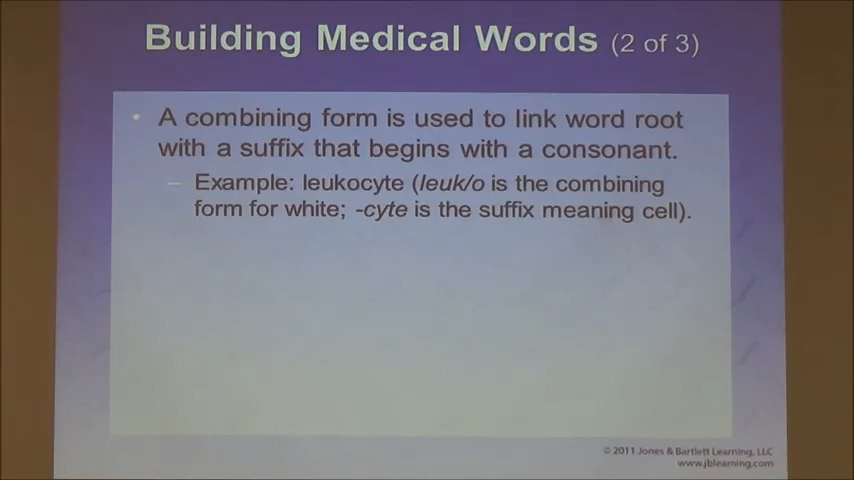 Building Medical Words (2 of 3)
• A combining form is used to link word root
with a suffix that begins with a consonant.
– Example: leukocyte (leuk/o is the combining
form for white; -cyte is the suffix meaning cell).
© 2011 Jones & Bartlett Learning, LLC
www.jblearning.com